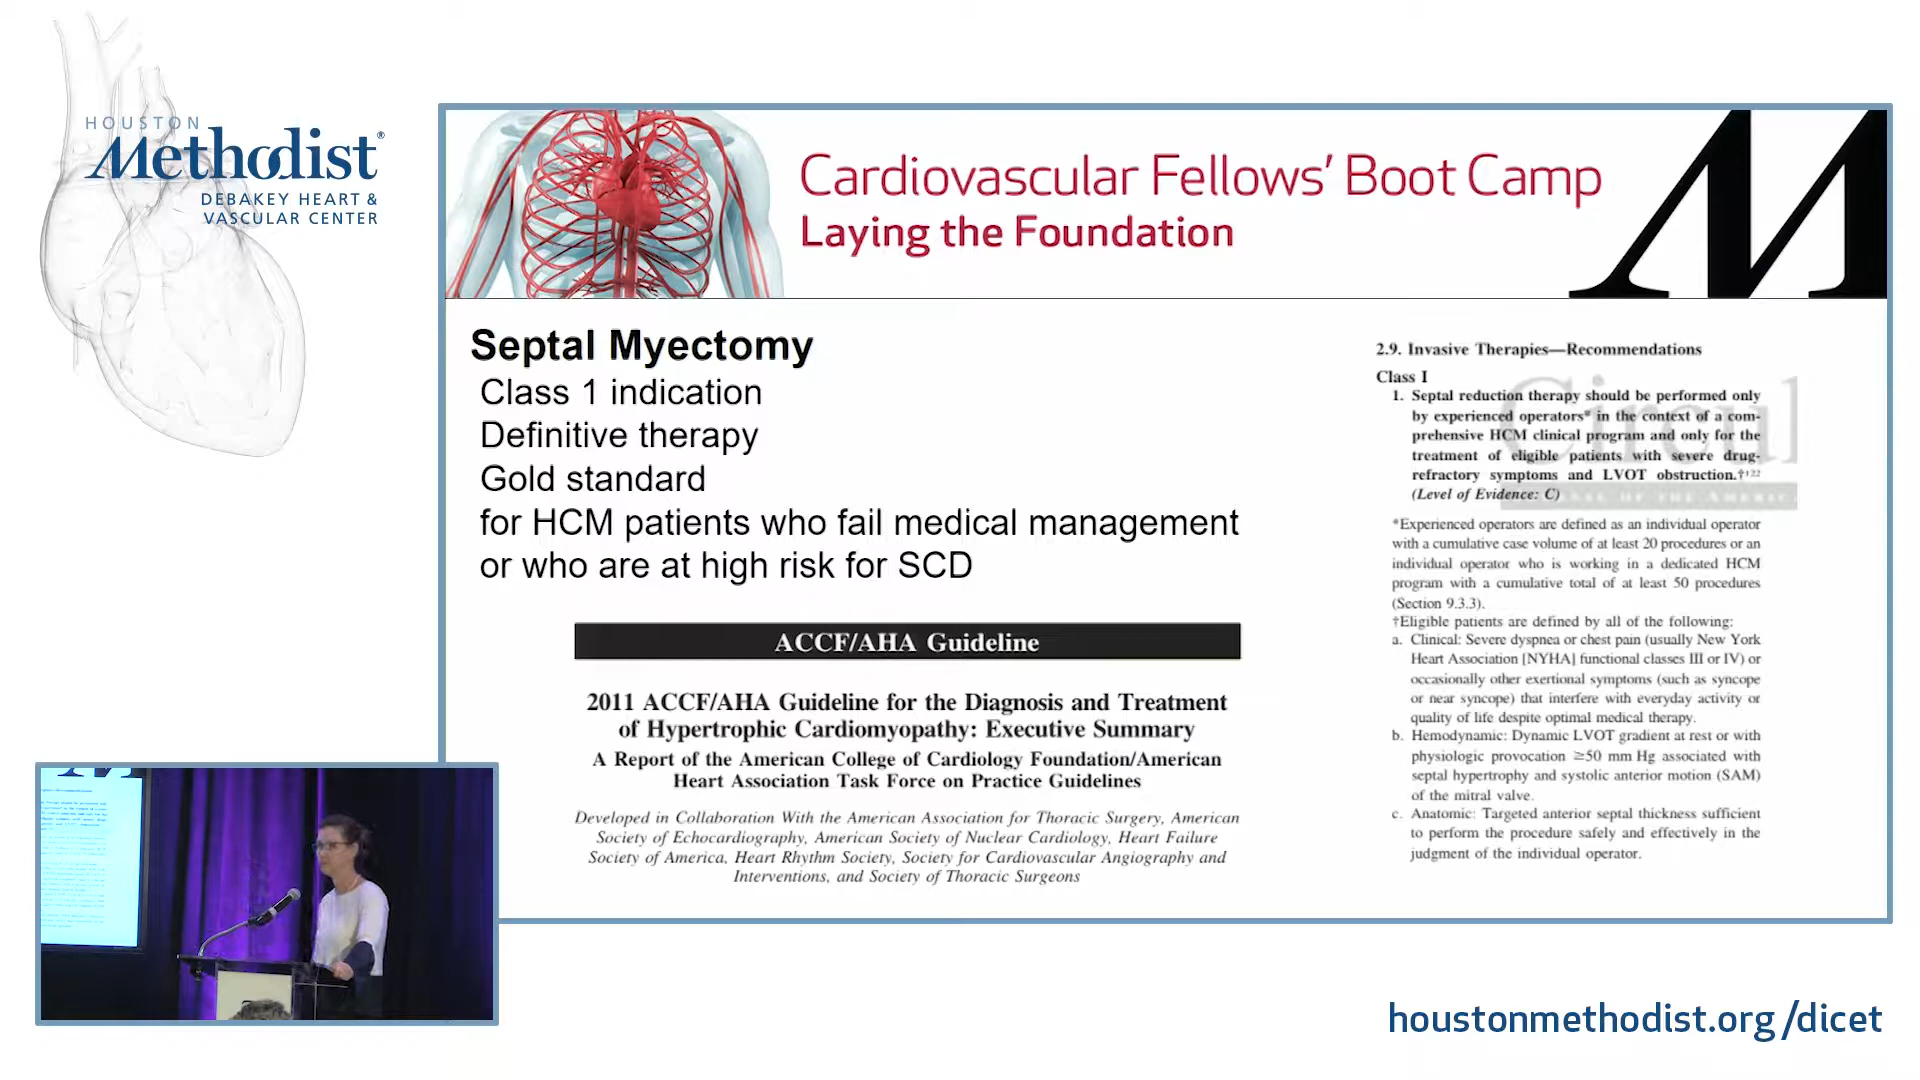 HOUSTON
Methodist®
DEBAKEY HEART &
VASCULAR CENTER
Cardiovascular Fellows' Boot Camp
Laying the Foundation
M
Septal Myectomy
Class 1 indication
Definitive therapy
Gold standard
for HCM patients who fail medical management
or who are at high risk for SCD
ACCF/AHA Guideline
2011 ACCF/AHA Guideline for the Diagnosis and Treatment
of Hypertrophic Cardiomyopathy: Executive Summary
A Report of the American College of Cardiology Foundation/American
Heart Association Task Force on Practice Guidelines
Developed in Collaboration With the American Association for Thoracic Surgery, American
Society of Echocardiography, American Society of Nuclear Cardiology, Heart Failure
Society of America, Heart Rhythm Society, Society for Cardiovascular Angiography and
Interventions, and Society of Thoracic Surgeons
2.9. Invasive Therapies—Recommendations
Class I
1. Septal reduction therapy should be performed only
by experienced operators* in the context of a com-
prehensive HCM clinical program and only for the
treatment of eligible patients with severe drug-
refractory symptoms and LVOT obstruction.†122
(Level of Evidence: C)
Circul
*Experienced operators are defined as an individual operator
with a cumulative case volume of at least 20 procedures or an
individual operator who is working in a dedicated HCM
program with a cumulative total of at least 50 procedures
(Section 9.3.3).
†Eligible patients are defined by all of the following:
a. Clinical: Severe dyspnea or chest pain (usually New York
Heart Association [NYHA] functional classes III or IV) or
occasionally other exertional symptoms (such as syncope
or near syncope) that interfere with everyday activity or
quality of life despite optimal medical therapy.
b. Hemodynamic: Dynamic LVOT gradient at rest or with
physiologic provocation ≥50 mm Hg associated with
septal hypertrophy and systolic anterior motion (SAM)
of the mitral valve.
c. Anatomic: Targeted anterior septal thickness sufficient
to perform the procedure safely and effectively in the
judgment of the individual operator.
houstonmethodist.org/dicet